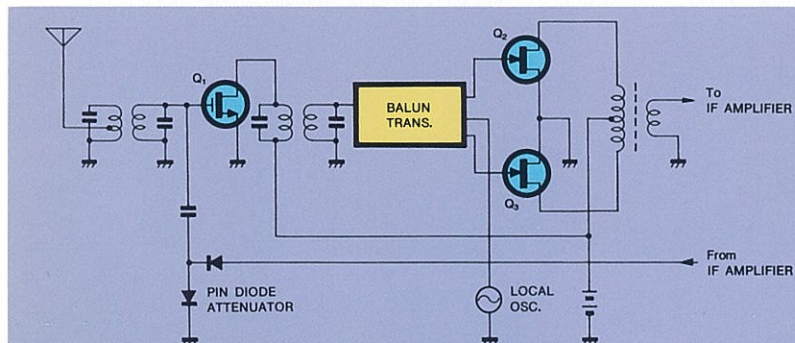 Q1
BALUN
TRANS.
Q2
Q3
To
IF AMPLIFIER
From
IF AMPLIFIER
PIN DIODE
ATTENUATOR
LOCAL
OSC.